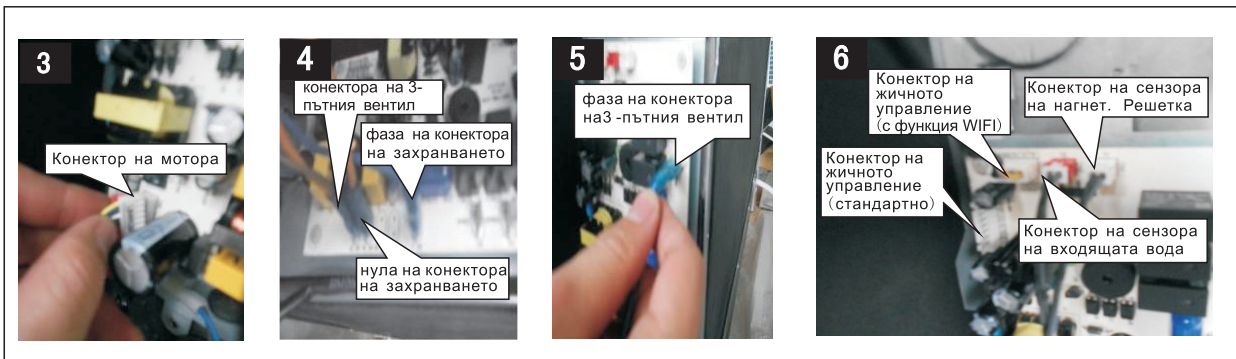 3
Конектор на мотора
4
конектора на 3-
пътния вентил
фаза на конектора
на захранването
нула на конектора
на захранването
5
фаза на конектора
на3 -пътния вентил
6
Конектор на
жичното
управление
(с функция WIFI)
Конектор на сензора
на нагнет. Решетка
Конектор на
жичното
управление
(стандартно)
Конектор на сензора
на входящата вода